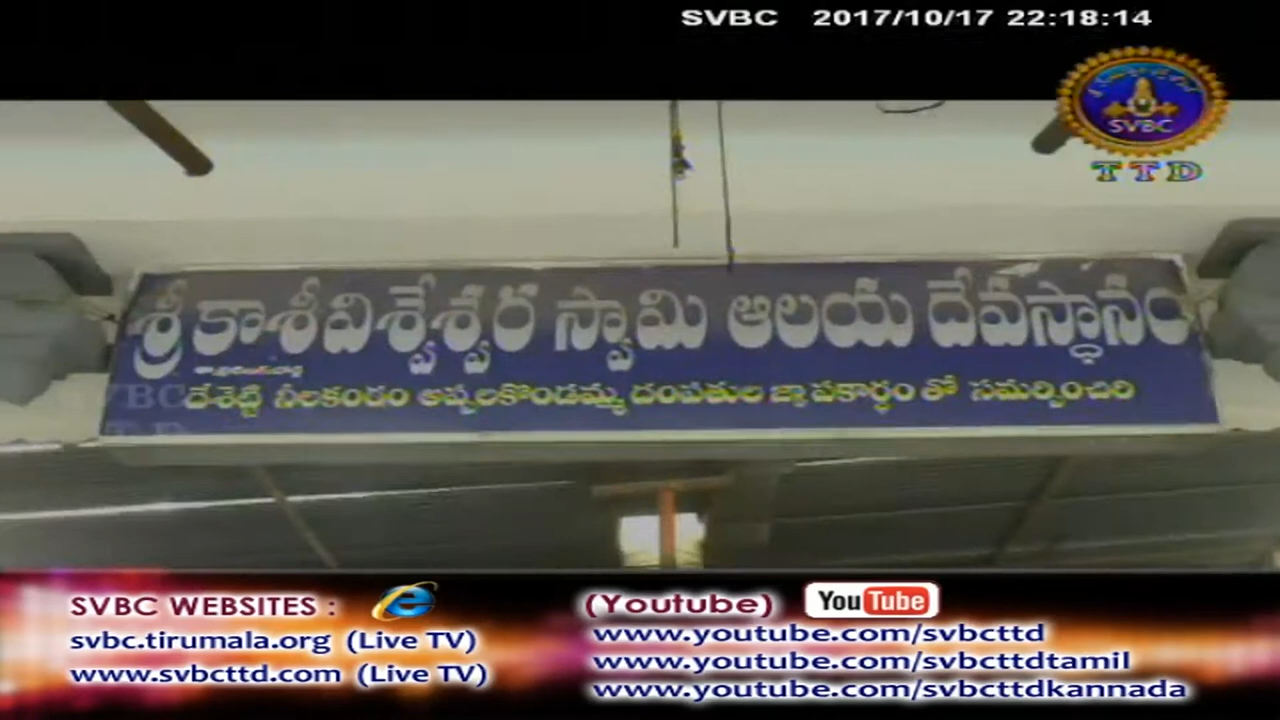 SVBC 2017/10/17 22:18:14
SVBC
TTD
శ్రీ కాశీవిశ్వేశ్వర స్వామి ఆలయ దేవస్థానం
దేశెట్టి నీలకంఠం అప్పలకొండమ్మ దంపతుల జ్ఞాపకార్థం తో సమర్పించిరి
SVBC WEBSITES :
svbc.tirumala.org (Live TV)
www.svbcttd.com (Live TV)
(Youtube) YouTube
www.youtube.com/svbcttd
www.youtube.com/svbcttdtamil
www.youtube.com/svbcttdkannada